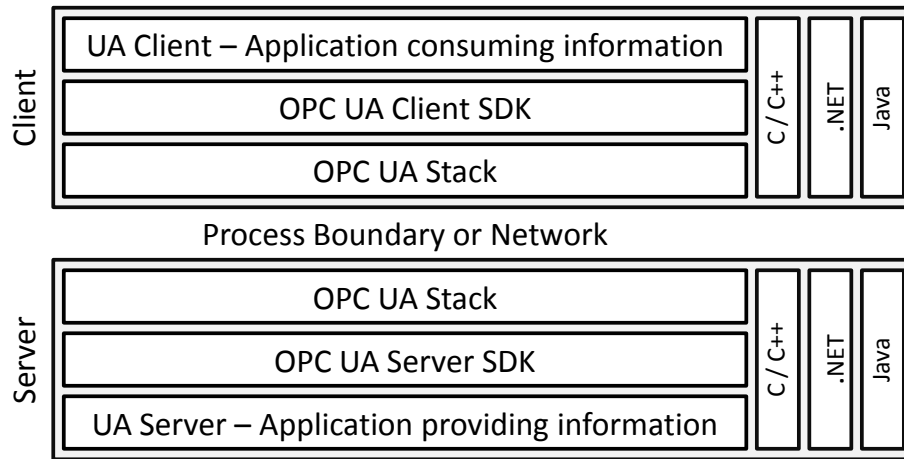 Client
UA Client – Application consuming information
OPC UA Client SDK
OPC UA Stack
C / C++
.NET
Java
Process Boundary or Network
Server
OPC UA Stack
OPC UA Server SDK
UA Server – Application providing information
C / C++
.NET
Java